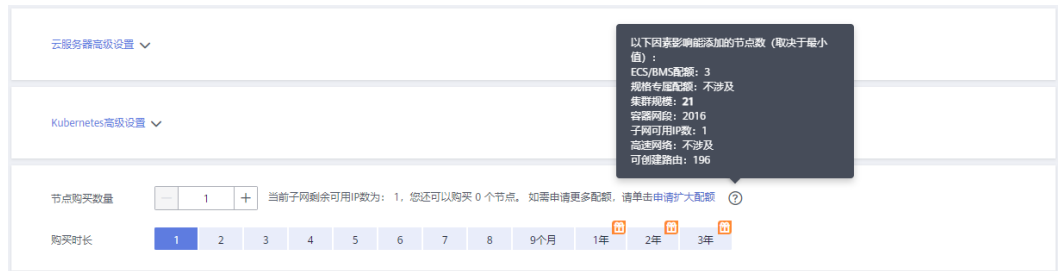 云服务器高级设置
以下因素影响能添加的节点数（取决于最小
值）:
ECS/BMS配额：3
规格专属配额：不涉及
集群规模：21
容器网段：2016
子网可用IP数：1
高速网络：不涉及
可创建路由：196
Kubernetes高级设置
节点购买数量 — 1 + 当前子网剩余可用IP数为： 1，您还可以购买 0 个节点。 如需申请更多配额，请单击申请扩大配额 ?
购买时长 1 2 3 4 5 6 7 8 9个月 1年 2年 3年